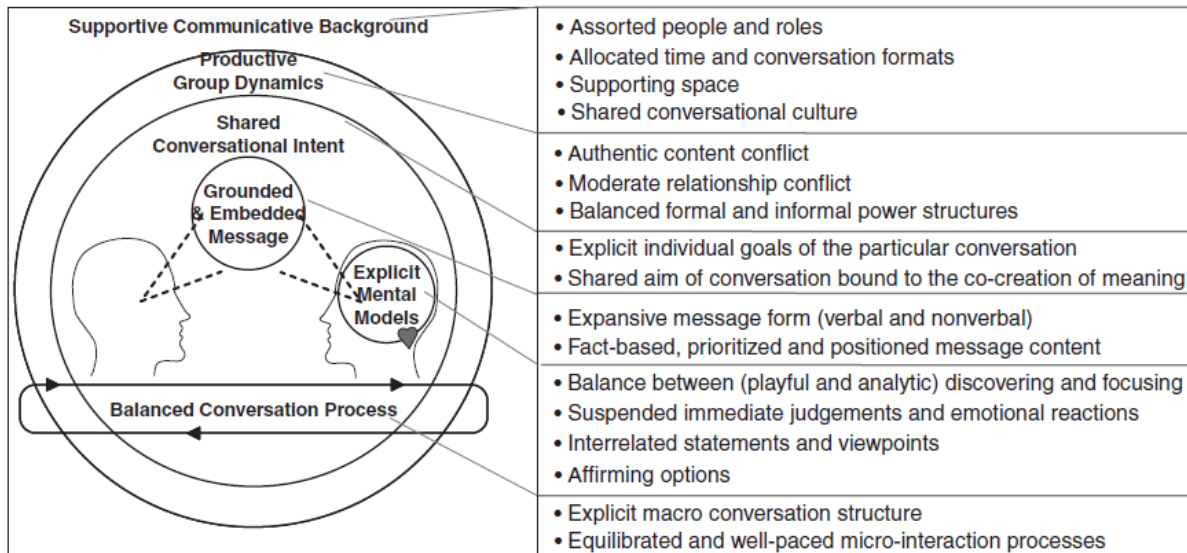 Supportive Communicative Background
Productive
Group Dynamics
Shared
Conversational Intent
Grounded
& Embedded
Message
Explicit
Mental
Models
Balanced Conversation Process
• Assorted people and roles
• Allocated time and conversation formats
• Supporting space
• Shared conversational culture
• Authentic content conflict
• Moderate relationship conflict
• Balanced formal and informal power structures
• Explicit individual goals of the particular conversation
• Shared aim of conversation bound to the co-creation of meaning
• Expansive message form (verbal and nonverbal)
• Fact-based, prioritized and positioned message content
• Balance between (playful and analytic) discovering and focusing
• Suspended immediate judgements and emotional reactions
• Interrelated statements and viewpoints
• Affirming options
• Explicit macro conversation structure
• Equilibrated and well-paced micro-interaction processes